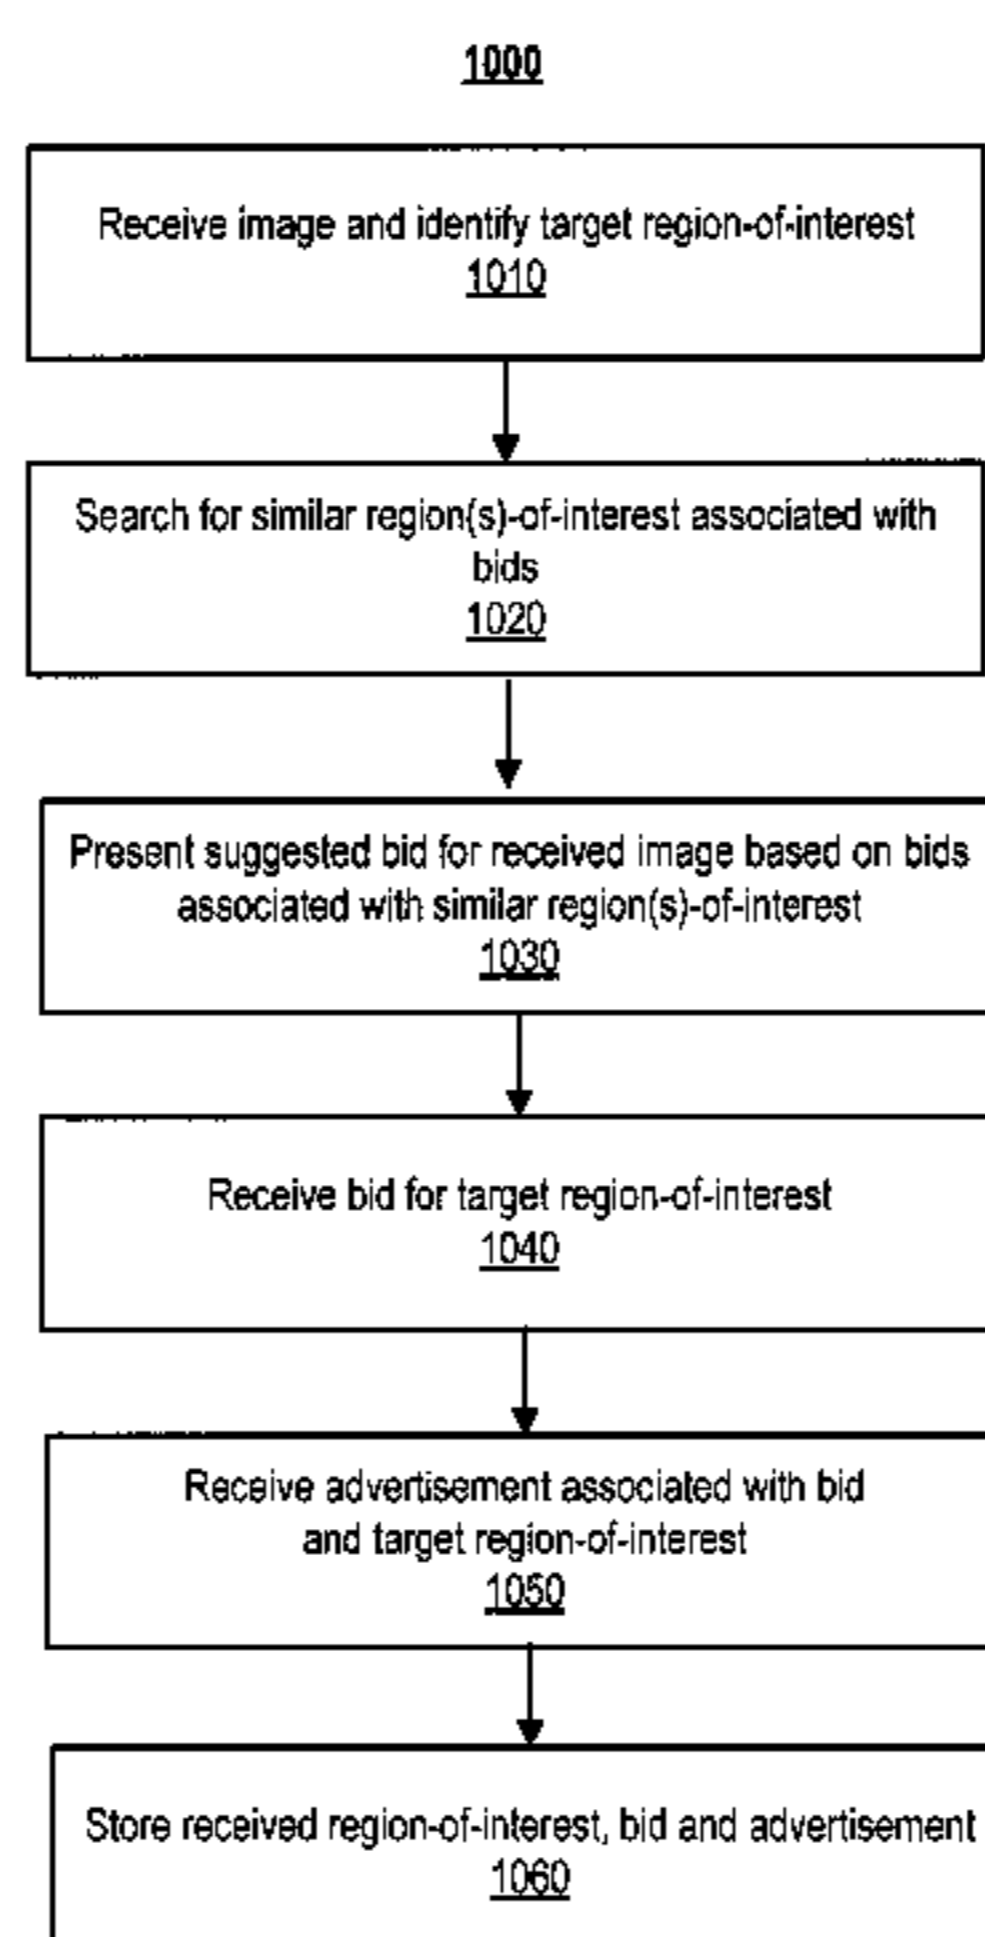 1000
Receive image and identify target region-of-interest
1010
Search for similar region(s)-of-interest associated with
bids
1020
Present suggested bid for received image based on bids
associated with similar region(s)-of-interest
1030
Receive bid for target region-of-interest
1040
Receive advertisement associated with bid
and target region-of-interest
1050
Store received region-of-interest, bid and advertisement
1060